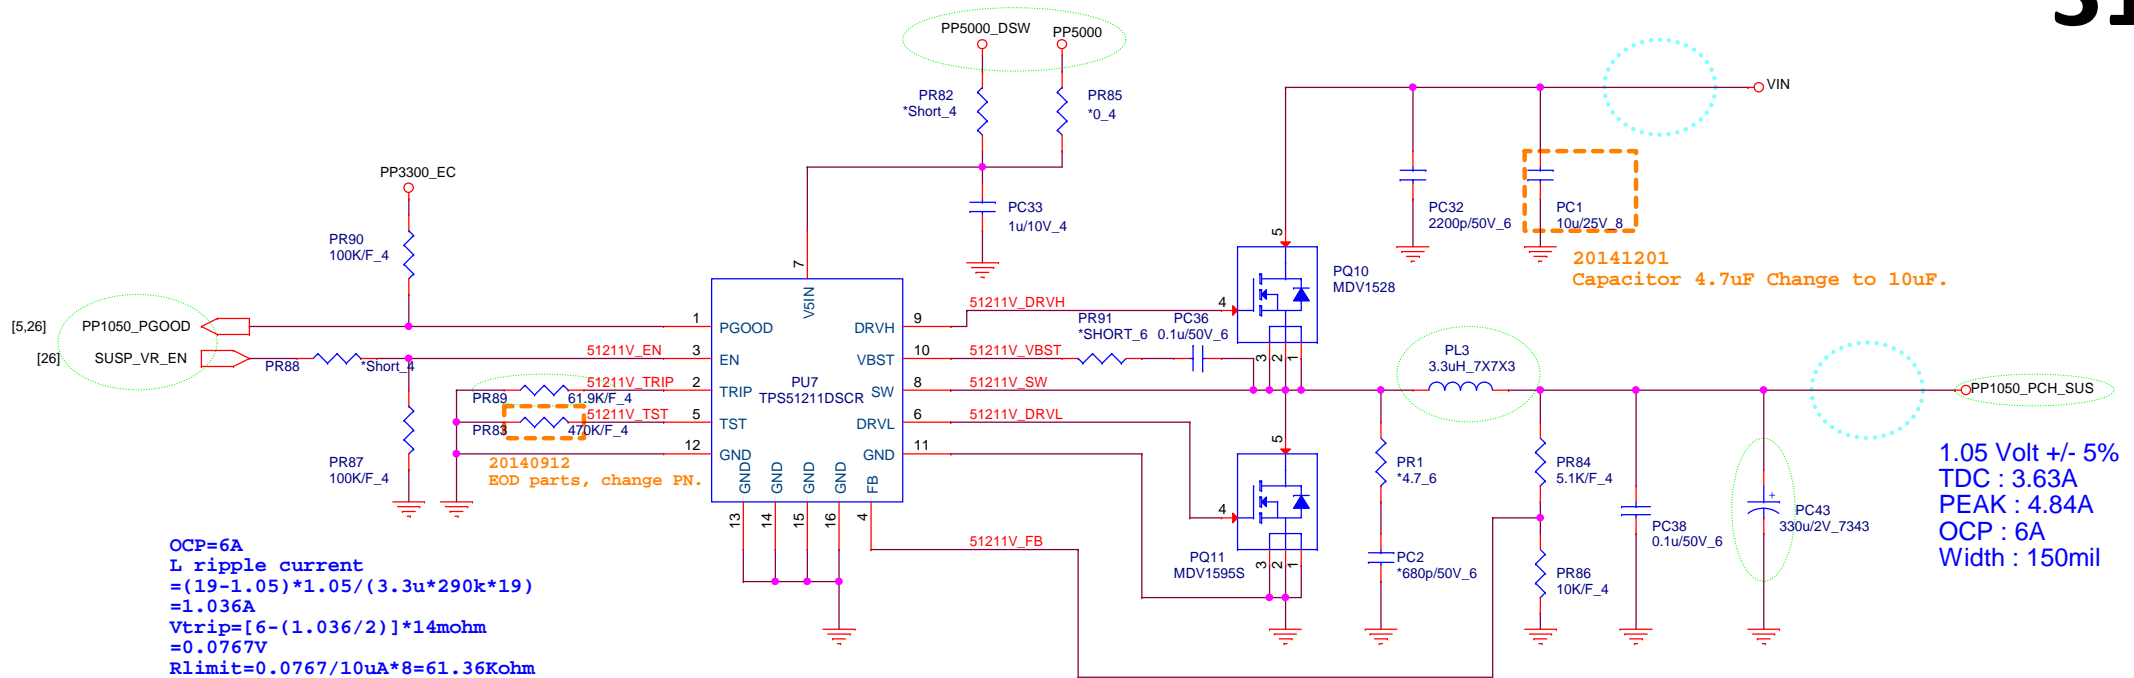 31
PP5000_DSW
PP5000
VIN
PR82
*Short_4
PR85
*0_4
PP3300_EC
PC33
1u/10V_4
PC32
2200p/50V_6
PC1
10u/25V_8
20141201
Capacitor 4.7uF Change to 10uF.
PR90
100K/F_4
7
V5IN
5
PQ10
MDV1528
4
3
2
1
[5,26]
PP1050_PGOOD
1
PGOOD
DRVH
9
51211V_DRVH
[26]
SUSP_VR_EN
PR88
*Short_4
51211V_EN
3
EN
VBST
10
51211V_VBST
PR91
*SHORT_6
PC36
0.1u/50V_6
PR89
61.9K/F_4
51211V_TRIP
2
TRIP
PU7
TPS51211DSCR
SW
8
51211V_SW
PL3
3.3uH_7X7X3
PP1050_PCH_SUS
PR83
470K/F_4
51211V_TST
5
TST
DRVL
6
51211V_DRVL
12
GND
GND
11
20140912
EOD parts, change PN.
PR87
100K/F_4
GND
GND
GND
GND
FB
13
14
15
16
4
51211V_FB
5
4
PQ11
MDV1595S
3
2
1
PR1
*4.7_6
PC2
*680p/50V_6
PR84
5.1K/F_4
PR86
10K/F_4
PC38
0.1u/50V_6
+
PC43
330u/2V_7343
1.05 Volt +/- 5%
TDC : 3.63A
PEAK : 4.84A
OCP : 6A
Width : 150mil
OCP=6A
L ripple current
=(19-1.05)*1.05/(3.3u*290k*19)
=1.036A
Vtrip=[6-(1.036/2)]*14mohm
=0.0767V
Rlimit=0.0767/10uA*8=61.36Kohm